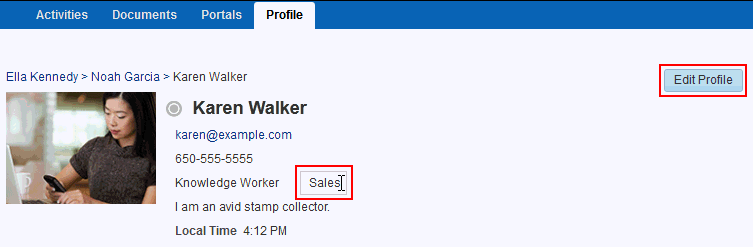 Activities Documents Portals Profile
Ella Kennedy > Noah Garcia > Karen Walker Edit Profile
Karen Walker
karen@example.com
650-555-5555
Knowledge Worker Sales
I am an avid stamp collector.
Local Time 4:12 PM